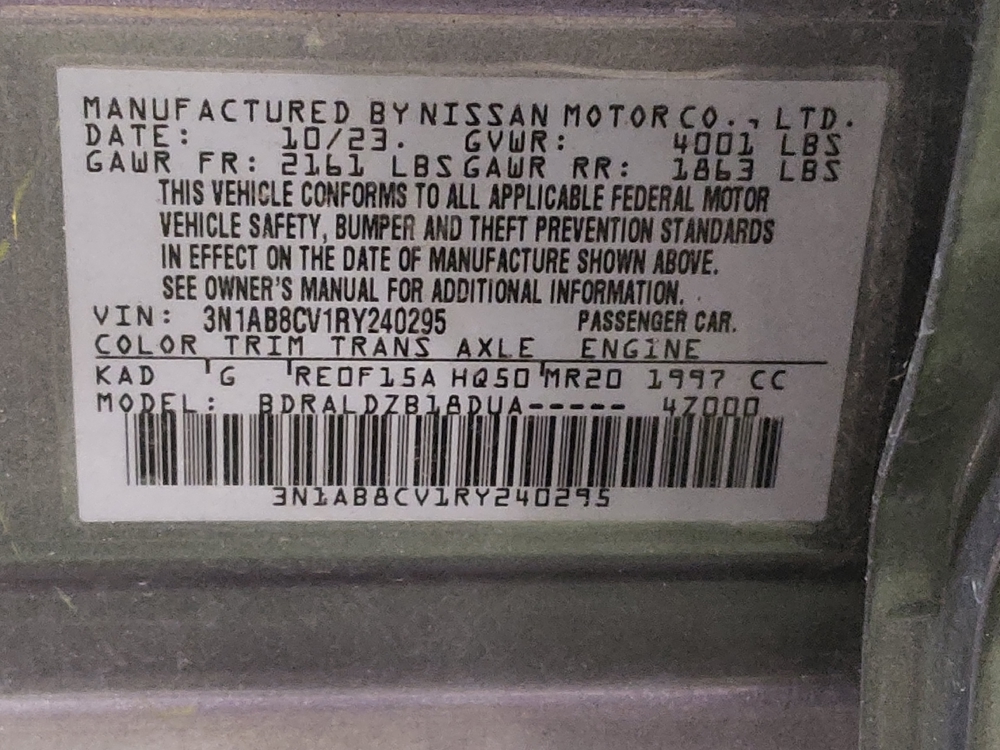 MANUFACTURED BY NISSAN MOTOR CO., LTD.
DATE: 10/23. GVWR: 4001 LBS
GAWR FR: 2161 LBS GAWR RR: 1863 LBS
THIS VEHICLE CONFORMS TO ALL APPLICABLE FEDERAL MOTOR
VEHICLE SAFETY, BUMPER AND THEFT PREVENTION STANDARDS
IN EFFECT ON THE DATE OF MANUFACTURE SHOWN ABOVE.
SEE OWNER'S MANUAL FOR ADDITIONAL INFORMATION.
VIN: 3N1AB8CV1RY240295 PASSENGER CAR.
COLOR TRIM TRANS AXLE ENGINE
KAD G RE0F15A HQ50 MR20 1997 CC
MODEL: BDRALDZB18DUA----- 47000
3N1AB8CV1RY240295